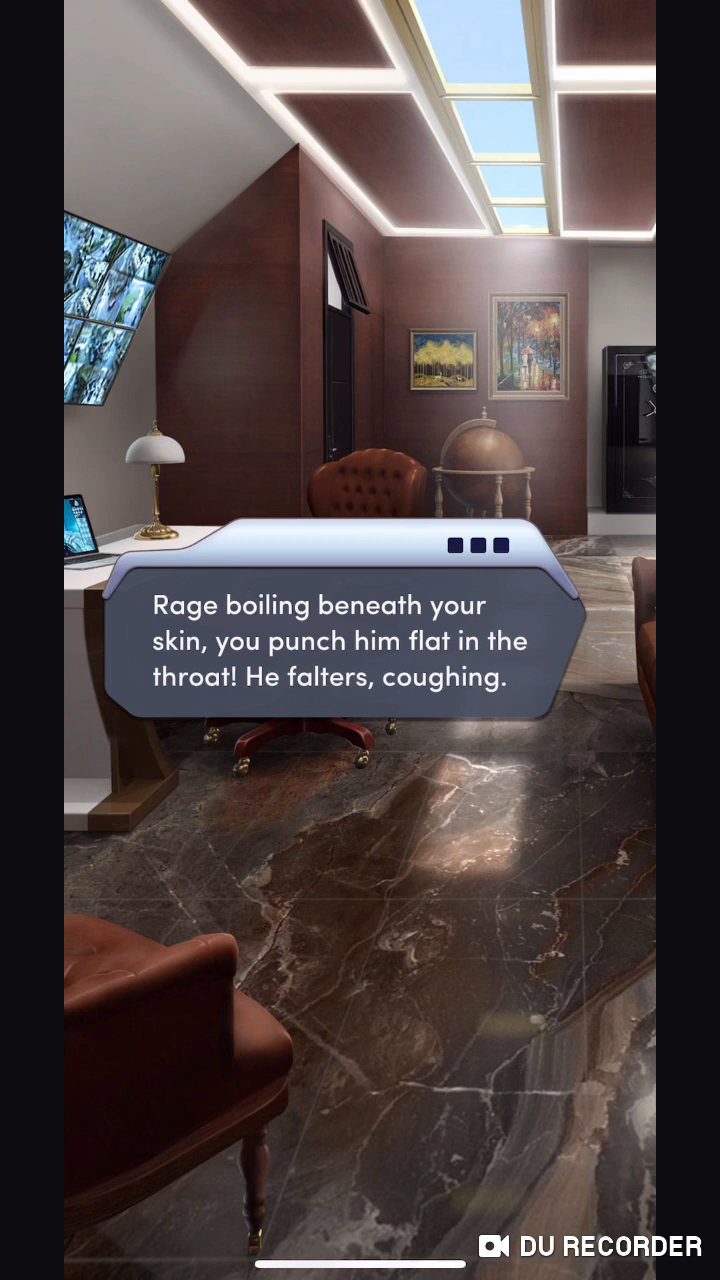 Rage boiling beneath your
skin, you punch him flat in the
throat! He falters, coughing.
DU RECORDER